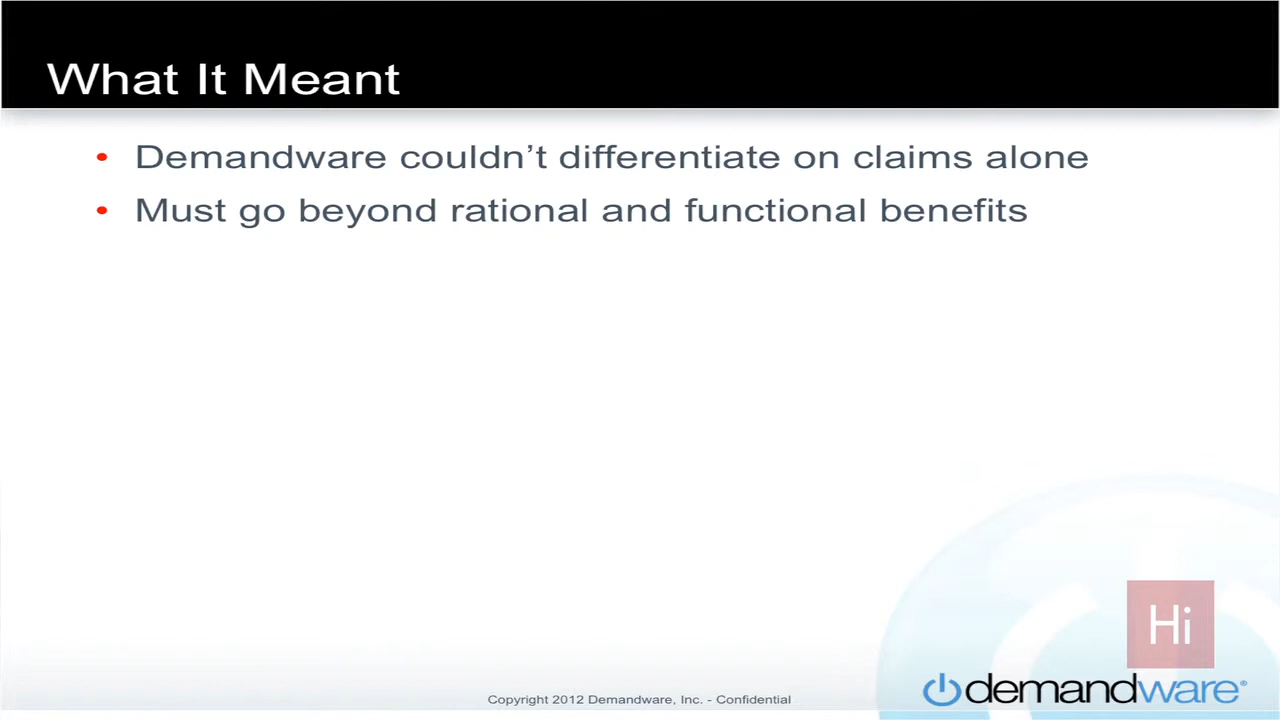 What It Meant
• Demandware couldn’t differentiate on claims alone
• Must go beyond rational and functional benefits
Hi
Copyright 2012 Demandware, Inc. - Confidential
demandware®